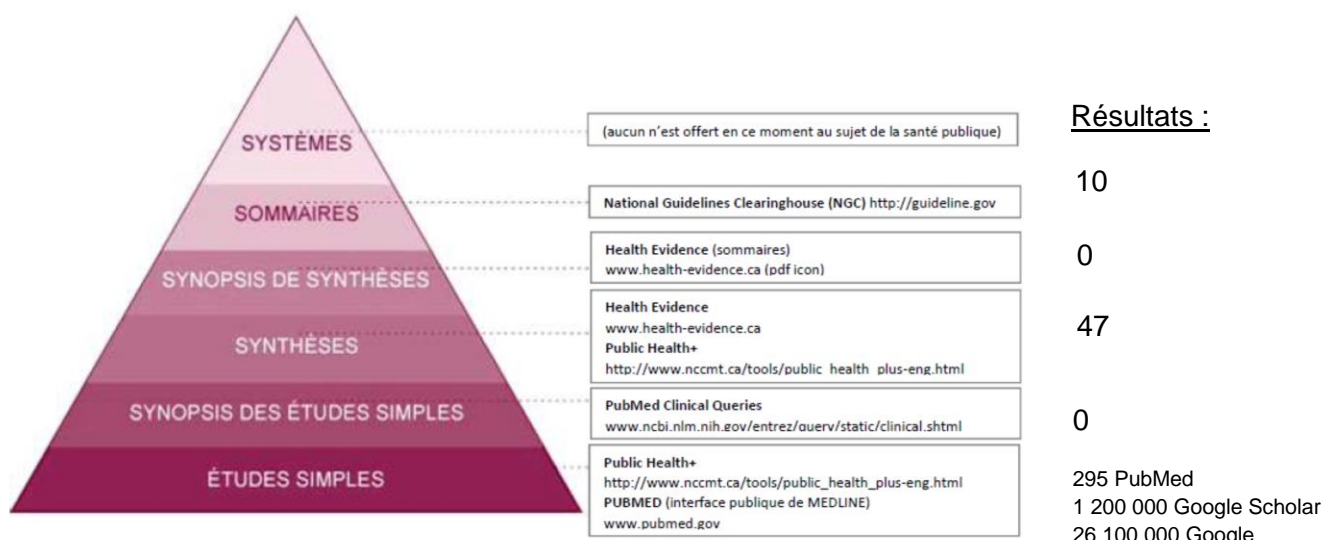 SYSTÈMES
(aucun n'est offert en ce moment au sujet de la santé publique)
Résultats :
SOMMAIRES
National Guidelines Clearinghouse (NGC) http://guideline.gov
10
SYNOPSIS DE SYNTHÈSES
Health Evidence (sommaires)
www.health-evidence.ca (pdf icon)
0
SYNTHÈSES
Health Evidence
www.health-evidence.ca
Public Health+
http://www.nccmt.ca/tools/public_health_plus-eng.html
47
SYNOPSIS DES ÉTUDES SIMPLES
PubMed Clinical Queries
www.ncbi.nlm.nih.gov/entrez/query/static/clinical.shtml
0
ÉTUDES SIMPLES
Public Health+
http://www.nccmt.ca/tools/public_health_plus-eng.html
PUBMED (interface publique de MEDLINE)
www.pubmed.gov
295 PubMed
1 200 000 Google Scholar
26 100 000 Google